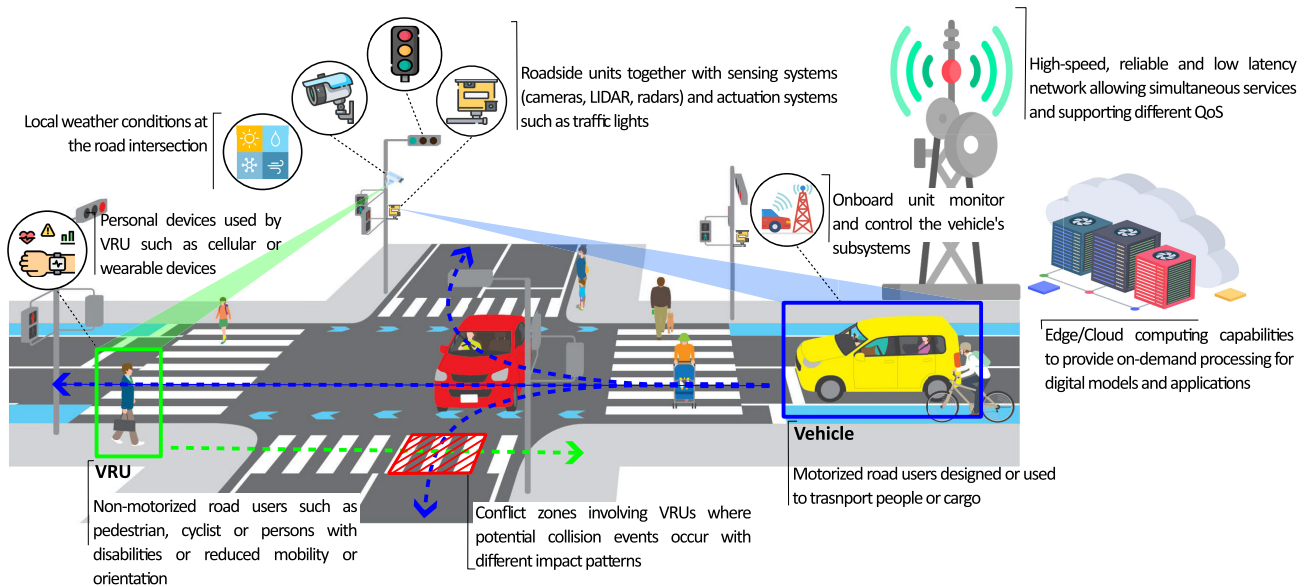 Roadside units together with sensing systems
(cameras, LIDAR, radars) and actuation systems
such as traffic lights
High-speed, reliable and low latency
network allowing simultaneous services
and supporting different QoS
Local weather conditions at
the road intersection
Personal devices used by
VRU such as cellular or
wearable devices
Onboard unit monitor
and control the vehicle's
subsystems
Edge/Cloud computing capabilities
to provide on-demand processing for
digital models and applications
VRU
Non-motorized road users such as
pedestrian, cyclist or persons with
disabilities or reduced mobility or
orientation
Conflict zones involving VRUs where
potential collision events occur with
different impact patterns
Vehicle
Motorized road users designed or used
to trasnport people or cargo